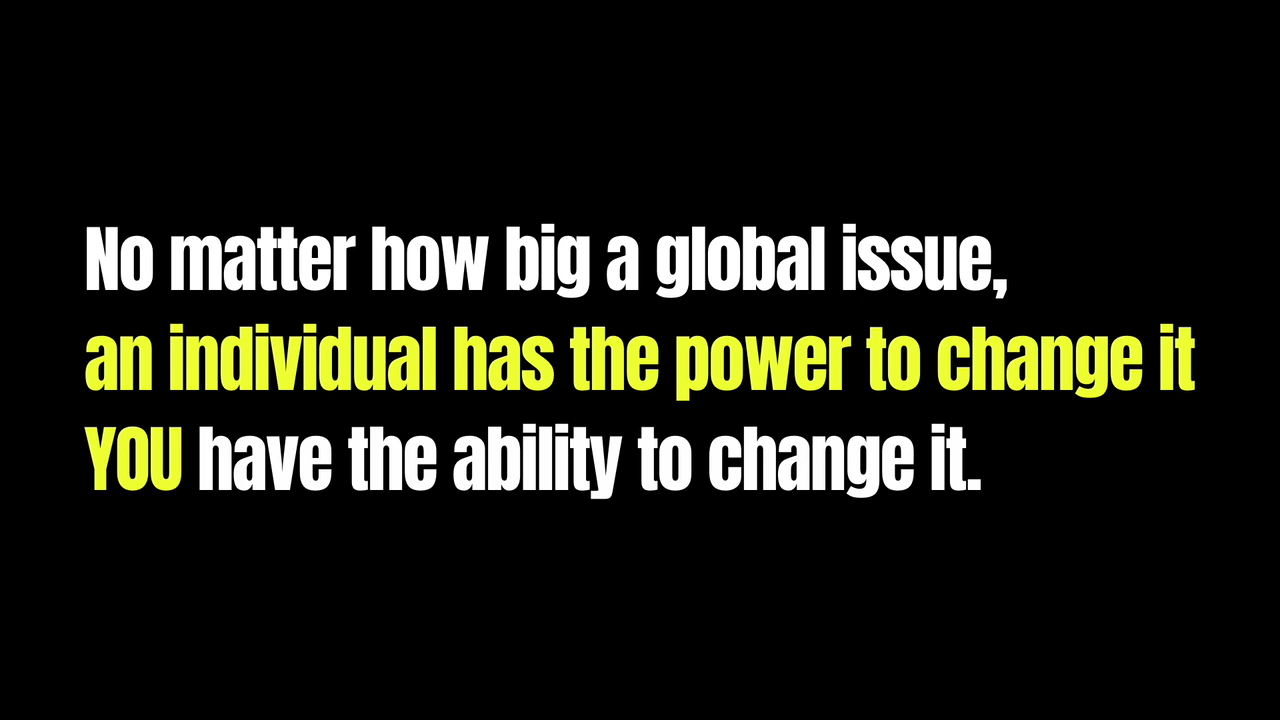 No matter how big a global issue,
an individual has the power to change it
YOU have the ability to change it.